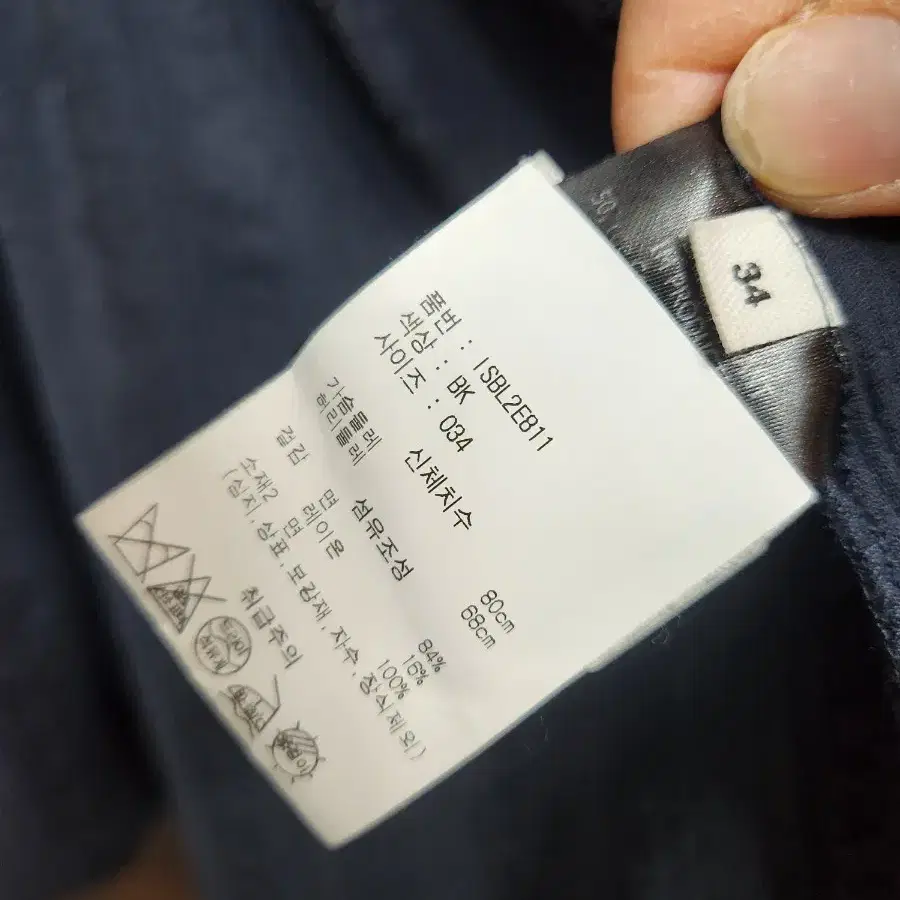 34
품번 : ISBL2E811
색상 : BK
사이즈 : 034
신체치수
가슴둘레 80cm
허리둘레 68cm
섬유조성
겉감 면 84%
레이온 16%
소재2 면 100%
(심지,상표,보강재,자수,장식제외)
취급주의